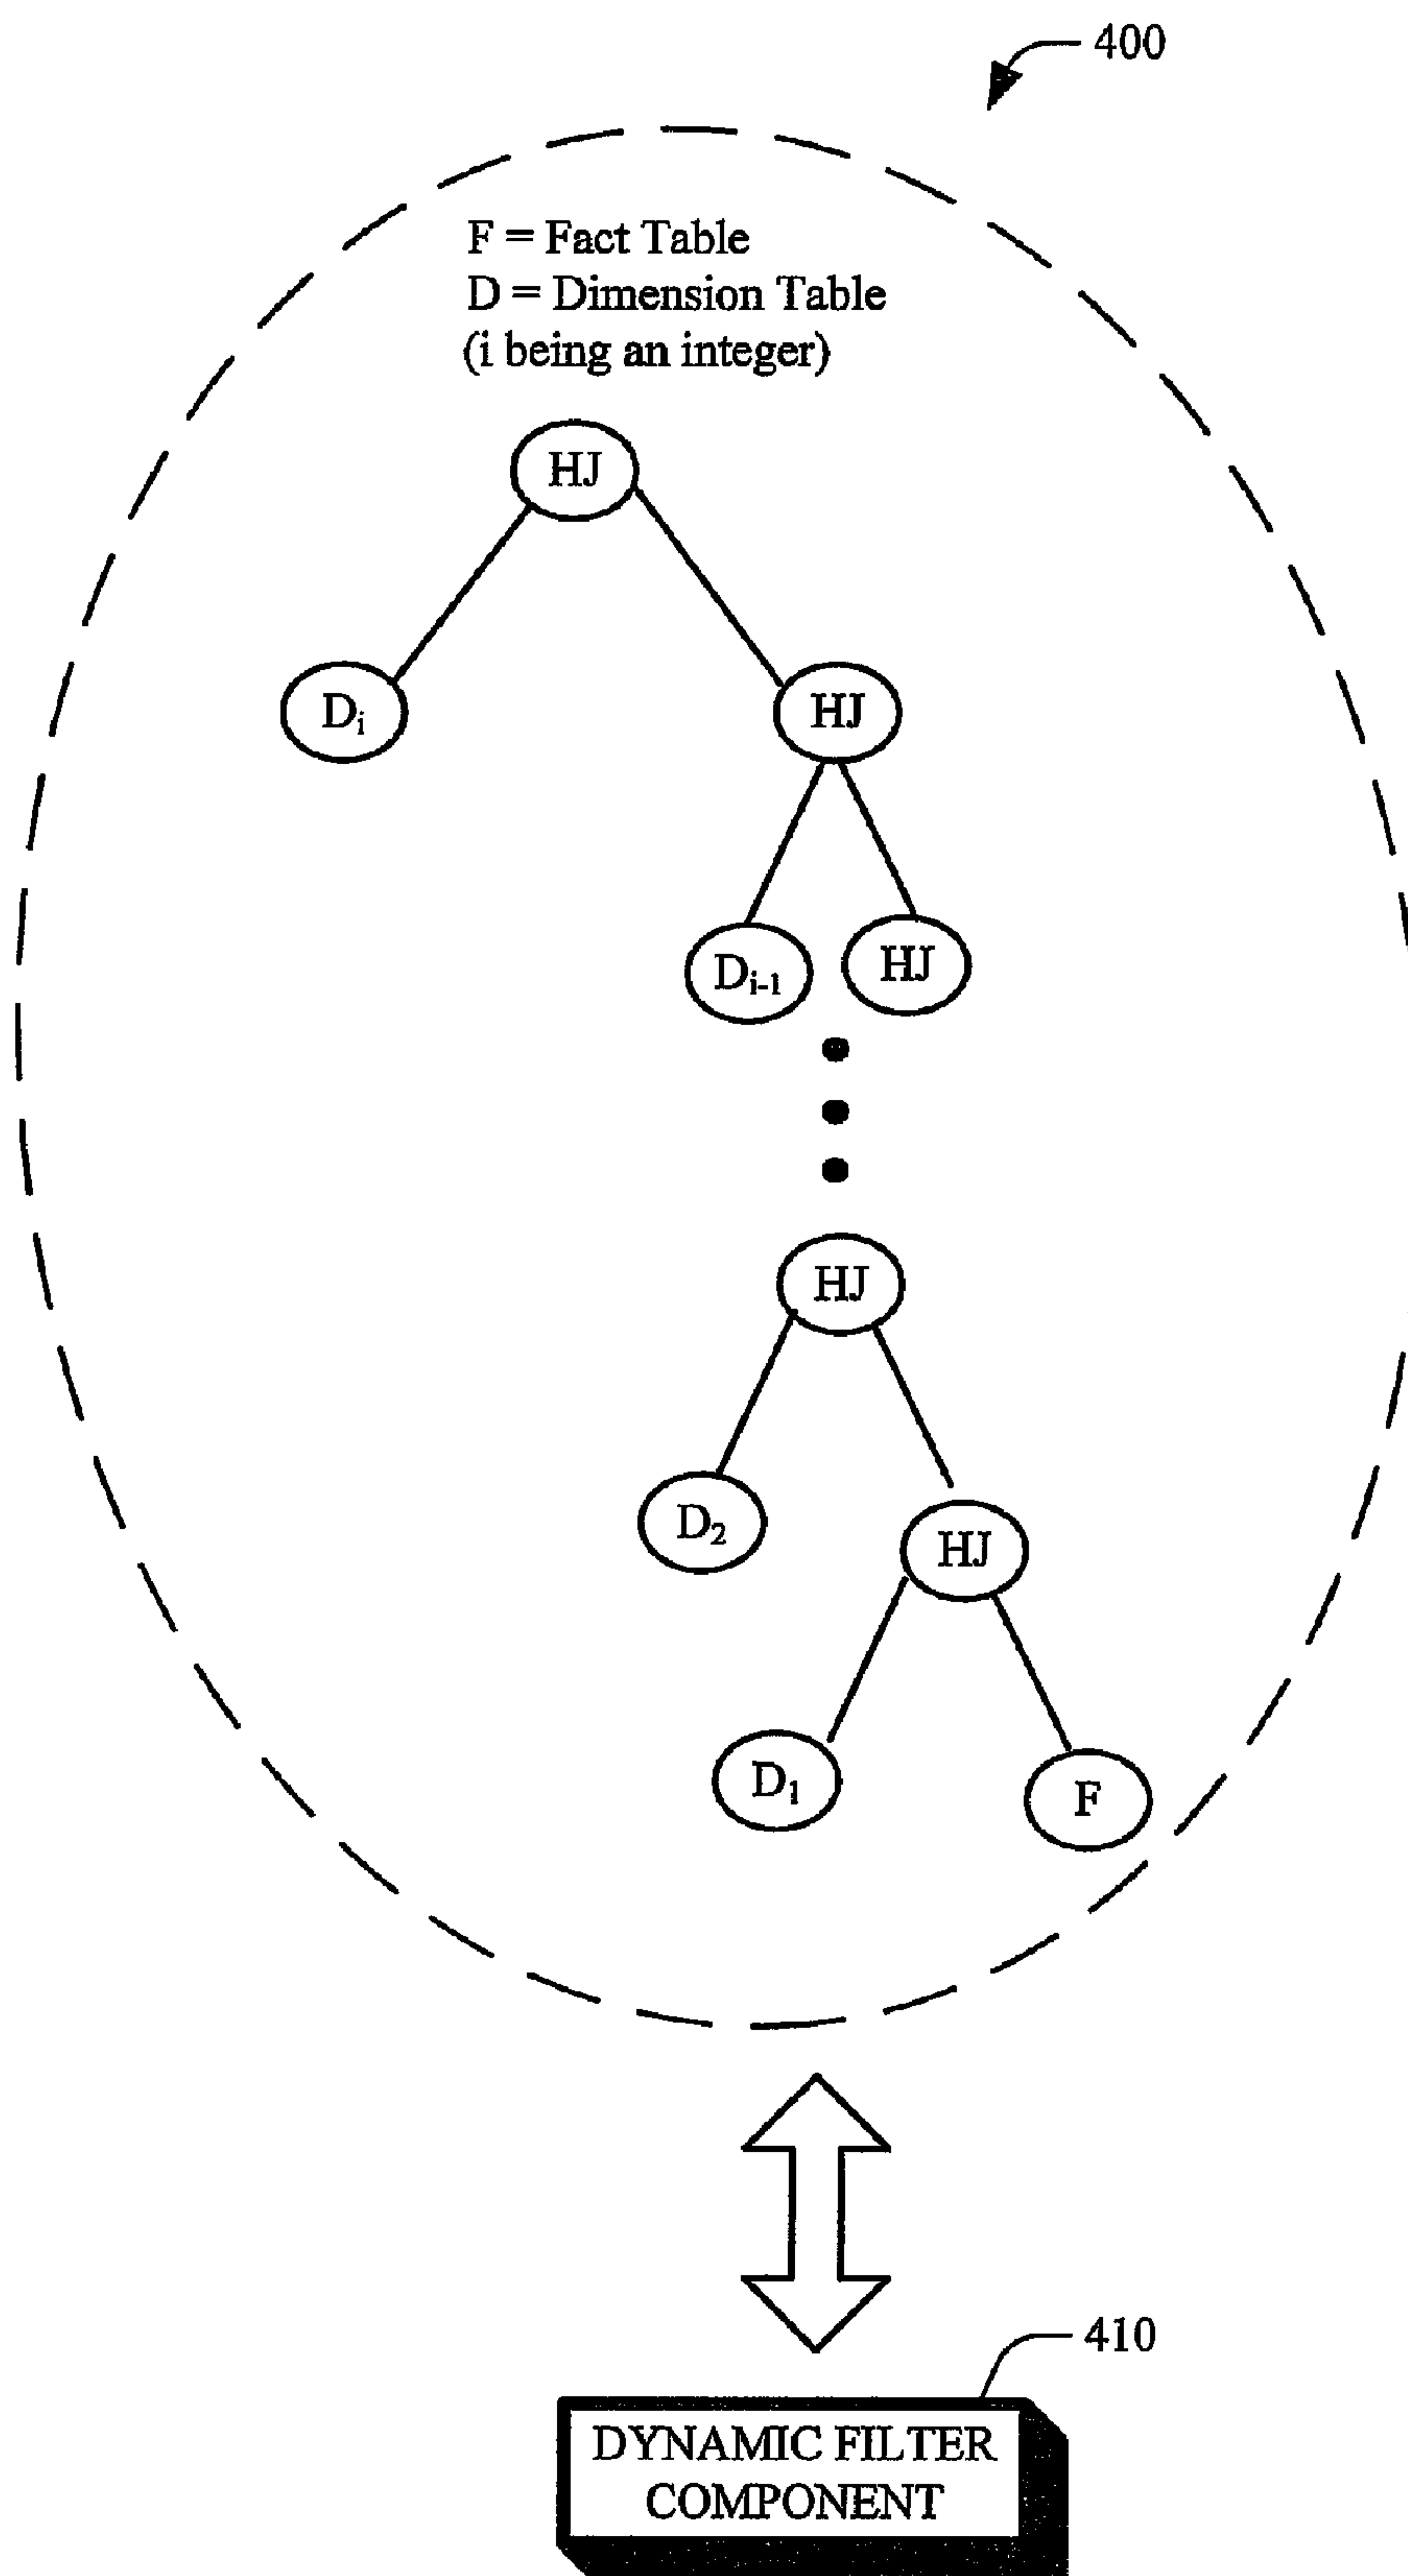 400
F = Fact Table
D = Dimension Table
(i being an integer)
HJ
Dᵢ
HJ
Dᵢ₋₁
HJ
HJ
D₂
HJ
D₁
F
410
DYNAMIC FILTER
COMPONENT